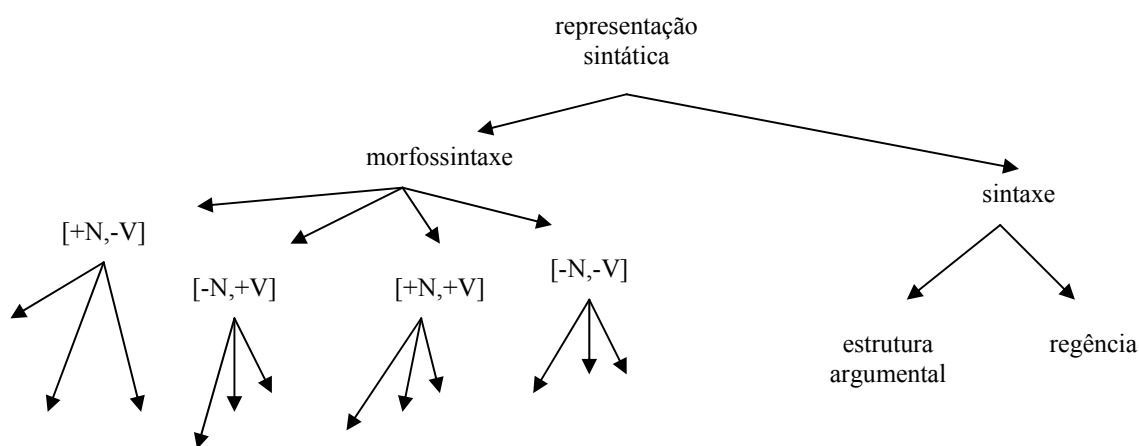 representação
sintática
morfossintaxe
sintaxe
[+N,-V]
[-N,+V]
[+N,+V]
[-N,-V]
estrutura
argumental
regência